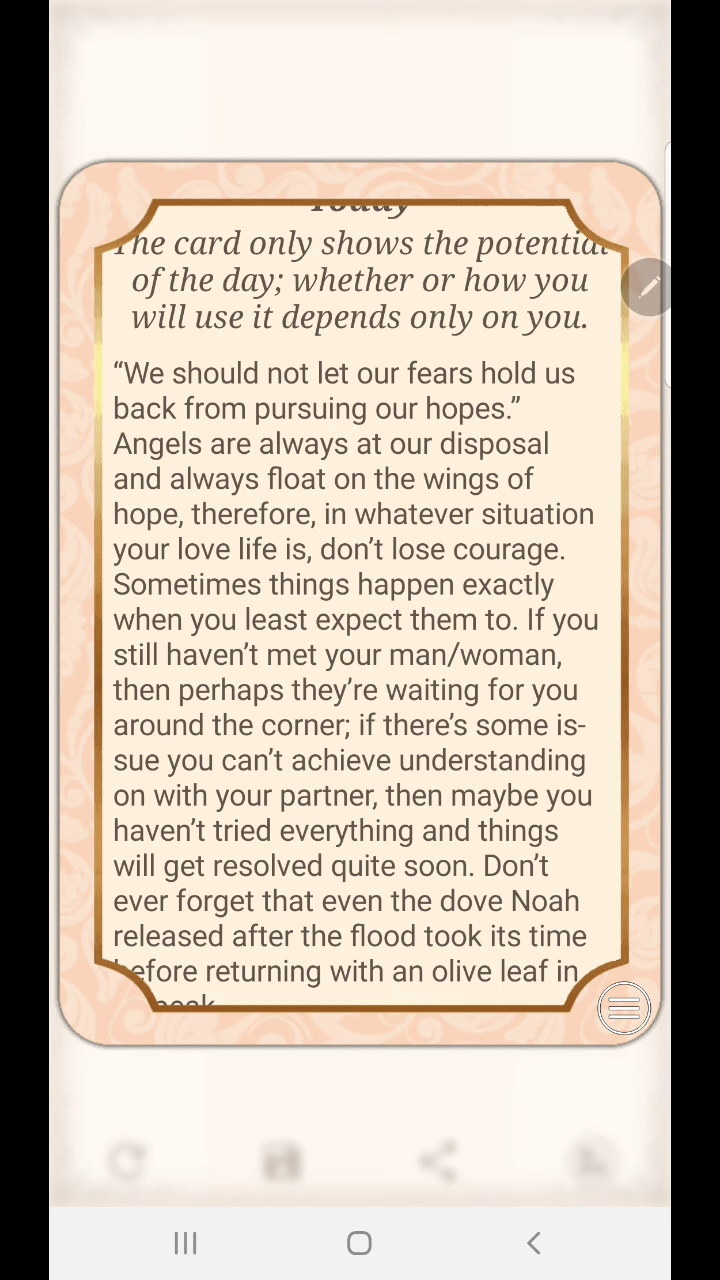 Today
The card only shows the potential
of the day; whether or how you
will use it depends only on you.
“We should not let our fears hold us
back from pursuing our hopes.”
Angels are always at our disposal
and always float on the wings of
hope, therefore, in whatever situation
your love life is, don’t lose courage.
Sometimes things happen exactly
when you least expect them to. If you
still haven’t met your man/woman,
then perhaps they’re waiting for you
around the corner; if there’s some is-
sue you can’t achieve understanding
on with your partner, then maybe you
haven’t tried everything and things
will get resolved quite soon. Don’t
ever forget that even the dove Noah
released after the flood took its time
before returning with an olive leaf in